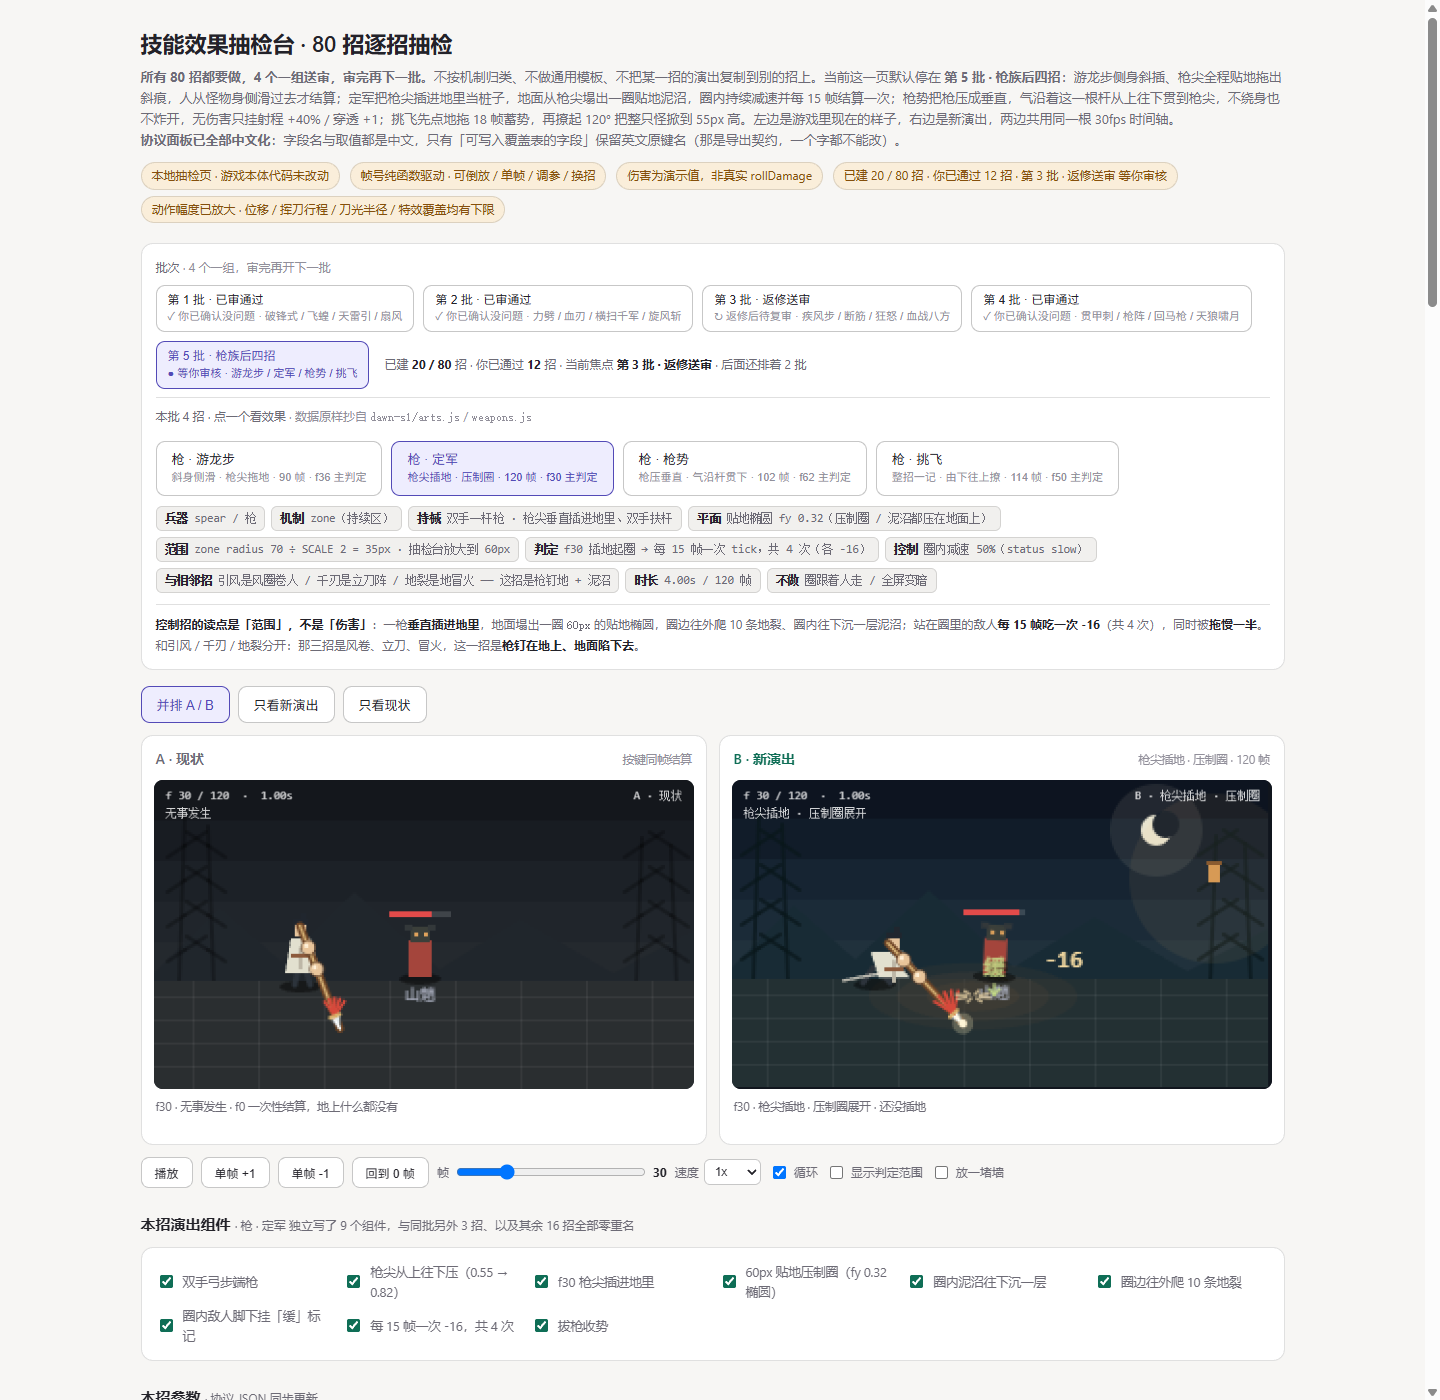 技能效果抽检台 · 80 招逐招抽检
所有 80 招都要做，4 个一组送审，审完再下一批。不按机制归类、不做通用模板、不把某一招的演出复制到别的招上。当前这一页默认停在 第 5 批 · 枪族后四招：游龙步侧身斜插、枪尖全程贴地拖出
斜痕，人从怪物身侧滑过去才结算；定军把枪尖插进地里当桩子，地面从枪尖塌出一圈贴地泥沼，圈内持续减速并每 15 帧结算一次；枪势把枪压成垂直，气沿着这一根杆从上往下贯到枪尖，不绕身也
不炸开，无伤害只挂射程 +40% / 穿透 +1；挑飞先点地拖 18 帧蓄势，再撩起 120° 把整只怪掀到 55px 高。左边是游戏里现在的样子，右边是新演出，两边共用同一根 30fps 时间轴。
协议面板已全部中文化：字段名与取值都是中文，只有「可写入覆盖表的字段」保留英文原键名（那是导出契约，一个字都不能改）。
本地抽检页 · 游戏本体代码未改动
帧号纯函数驱动 · 可倒放 / 单帧 / 调参 / 换招
伤害为演示值，非真实 rollDamage
已建 20 / 80 招 · 你已通过 12 招 · 第 3 批 · 返修送审 等你审核
动作幅度已放大 · 位移 / 挥刀行程 / 刀光半径 / 特效覆盖均有下限
批次 · 4 个一组，审完再开下一批
第 1 批 · 已审通过
✓ 你已确认没问题 · 破锋式 / 飞蝗 / 天雷引 / 扇风
第 2 批 · 已审通过
✓ 你已确认没问题 · 力劈 / 血刃 / 横扫千军 / 旋风斩
第 3 批 · 返修送审
↻ 返修后待复审 · 疾风步 / 断筋 / 狂怒 / 血战八方
第 4 批 · 已审通过
✓ 你已确认没问题 · 贯甲刺 / 枪阵 / 回马枪 / 天狼啸月
第 5 批 · 枪族后四招
● 等你审核 · 游龙步 / 定军 / 枪势 / 挑飞
已建 20 / 80 招 · 你已通过 12 招 · 当前焦点 第 3 批 · 返修送审 · 后面还排着 2 批
本批 4 招 · 点一个看效果 · 数据原样抄自 dawn-s1/arts.js / weapons.js
枪 · 游龙步
斜身侧滑 · 枪尖拖地 · 90 帧 · f36 主判定
枪 · 定军
枪尖插地 · 压制圈 · 120 帧 · f30 主判定
枪 · 枪势
枪压垂直 · 气沿杆贯下 · 102 帧 · f62 主判定
枪 · 挑飞
整招一记 · 由下往上撩 · 114 帧 · f50 主判定
兵器 spear / 枪
机制 zone（持续区）
持械 双手一杆枪 · 枪尖垂直插进地里、双手扶杆
平面 贴地椭圆 fy 0.32（压制圈 / 泥沼都压在地面上）
范围 zone radius 70 ÷ SCALE 2 = 35px · 抽检台放大到 60px
判定 f30 插地起圈 → 每 15 帧一次 tick，共 4 次（各 -16）
控制 圈内减速 50%（status slow）
与相邻招 引风是风圈卷人 / 千刃是立刀阵 / 地裂是地冒火 —— 这招是枪钉地 + 泥沼
时长 4.00s / 120 帧
不做 圈跟着人走 / 全屏变暗
控制招的读点是「范围」，不是「伤害」：一枪垂直插进地里，地面塌出一圈 60px 的贴地椭圆，圈边往外爬 10 条地裂、圈内往下沉一层泥沼；站在圈里的敌人每 15 帧吃一次 -16（共 4 次），同时被拖慢一半。
和引风 / 千刃 / 地裂分开：那三招是风卷、立刀、冒火，这一招是枪钉在地上、地面陷下去。
并排 A / B
只看新演出
只看现状
A · 现状
按键同帧结算
f 30 / 120 · 1.00s
A · 现状
无事发生
山魈
f30 · 无事发生 · f0 一次性结算，地上什么都没有
B · 新演出
枪尖插地 · 压制圈 · 120 帧
f 30 / 120 · 1.00s
B · 枪尖插地 · 压制圈
枪尖插地 · 压制圈展开
缓
-16
f30 · 枪尖插地 · 压制圈展开 · 还没插地
播放
单帧 +1
单帧 -1
回到 0 帧
帧
30
速度
1x
循环
显示判定范围
放一堵墙
本招演出组件 · 枪 · 定军 独立写了 9 个组件，与同批另外 3 招、以及其余 16 招全部零重名
双手弓步端枪
枪尖从上往下压（0.55 →
0.82）
f30 枪尖插进地里
60px 贴地压制圈（fy 0.32
椭圆）
圈内泥沼往下沉一层
圈边往外爬 10 条地裂
圈内敌人脚下挂「缓」标
记
每 15 帧一次 -16，共 4 次
拔枪收势
本招参数 · 协议 JSON 同步更新